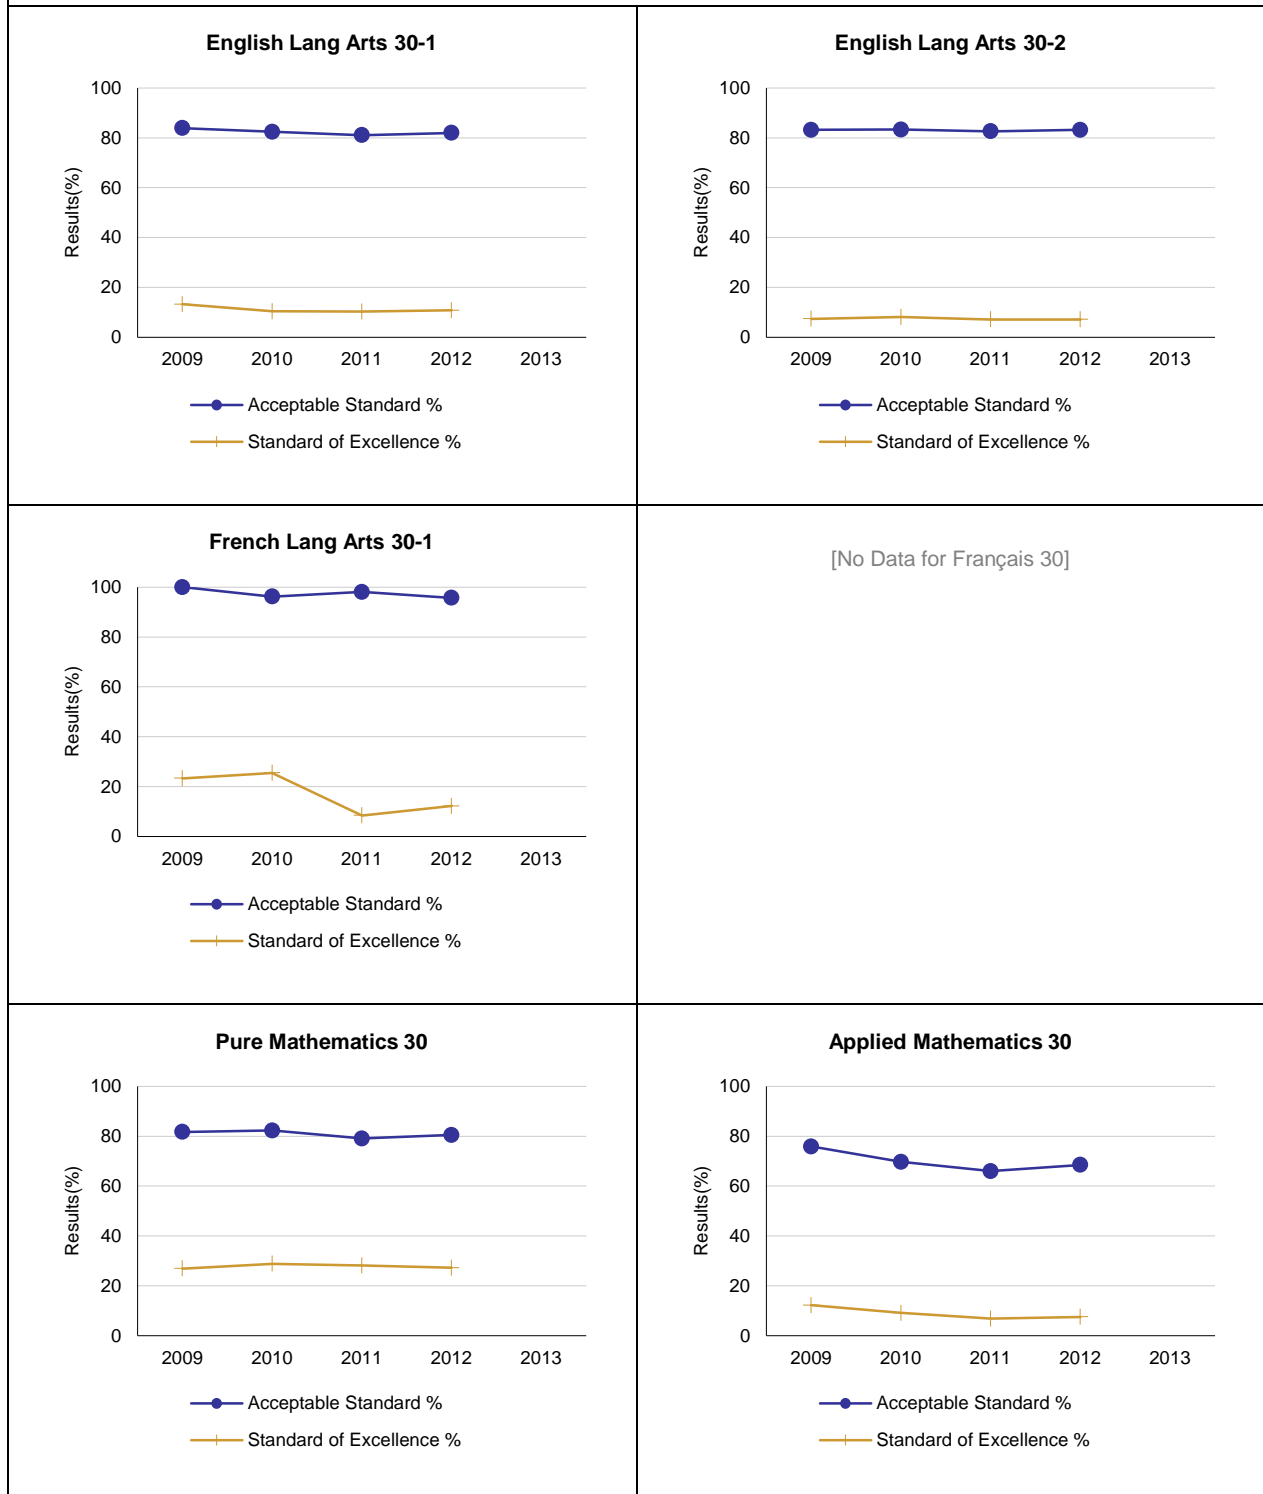 English Lang Arts 30-1
100
80
60
40
20
0
Results(%)
2009 2010 2011 2012 2013
Acceptable Standard %
Standard of Excellence %
English Lang Arts 30-2
100
80
60
40
20
0
Results(%)
2009 2010 2011 2012 2013
Acceptable Standard %
Standard of Excellence %
French Lang Arts 30-1
100
80
60
40
20
0
Results(%)
2009 2010 2011 2012 2013
Acceptable Standard %
Standard of Excellence %
[No Data for Français 30]
Pure Mathematics 30
100
80
60
40
20
0
Results(%)
2009 2010 2011 2012 2013
Acceptable Standard %
Standard of Excellence %
Applied Mathematics 30
100
80
60
40
20
0
Results(%)
2009 2010 2011 2012 2013
Acceptable Standard %
Standard of Excellence %